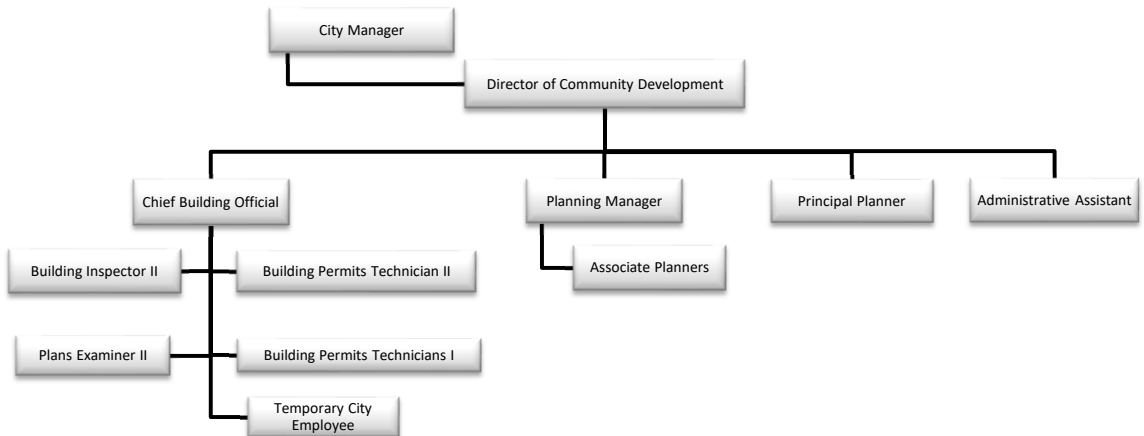 City Manager
Director of Community Development
Chief Building Official
Planning Manager
Principal Planner
Administrative Assistant
Building Inspector II
Building Permits Technician II
Associate Planners
Plans Examiner II
Building Permits Technicians I
Temporary City
Employee